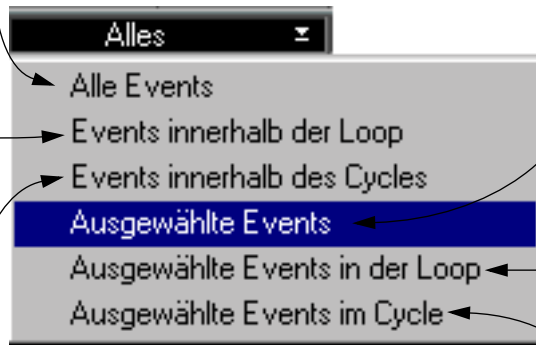 Alles
Alle Events
Events innerhalb der Loop
Events innerhalb des Cycles
Ausgewählte Events
Ausgewählte Events in der Loop
Ausgewählte Events im Cycle